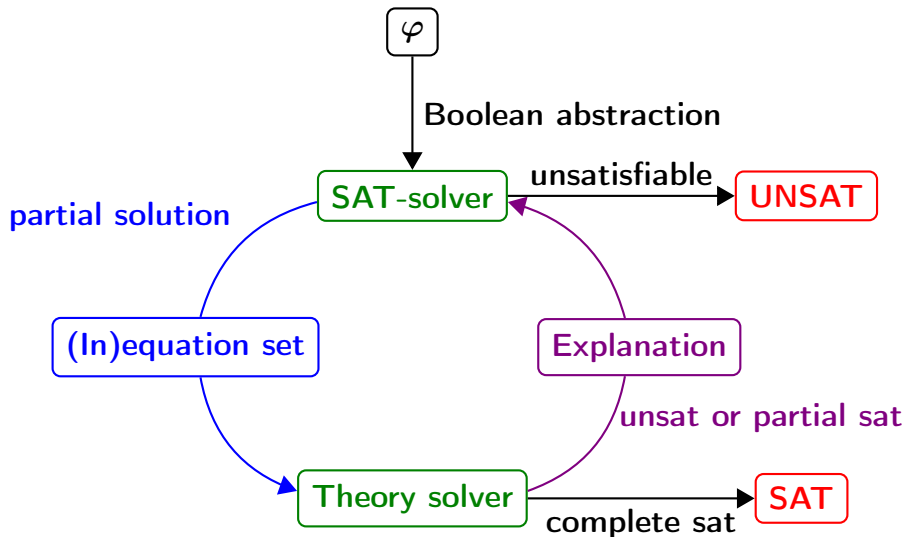 φ
Boolean abstraction
unsatisfiable
SAT-solver
UNSAT
partial solution
(In)equation set
Explanation
unsat or partial sat
Theory solver
SAT
complete sat